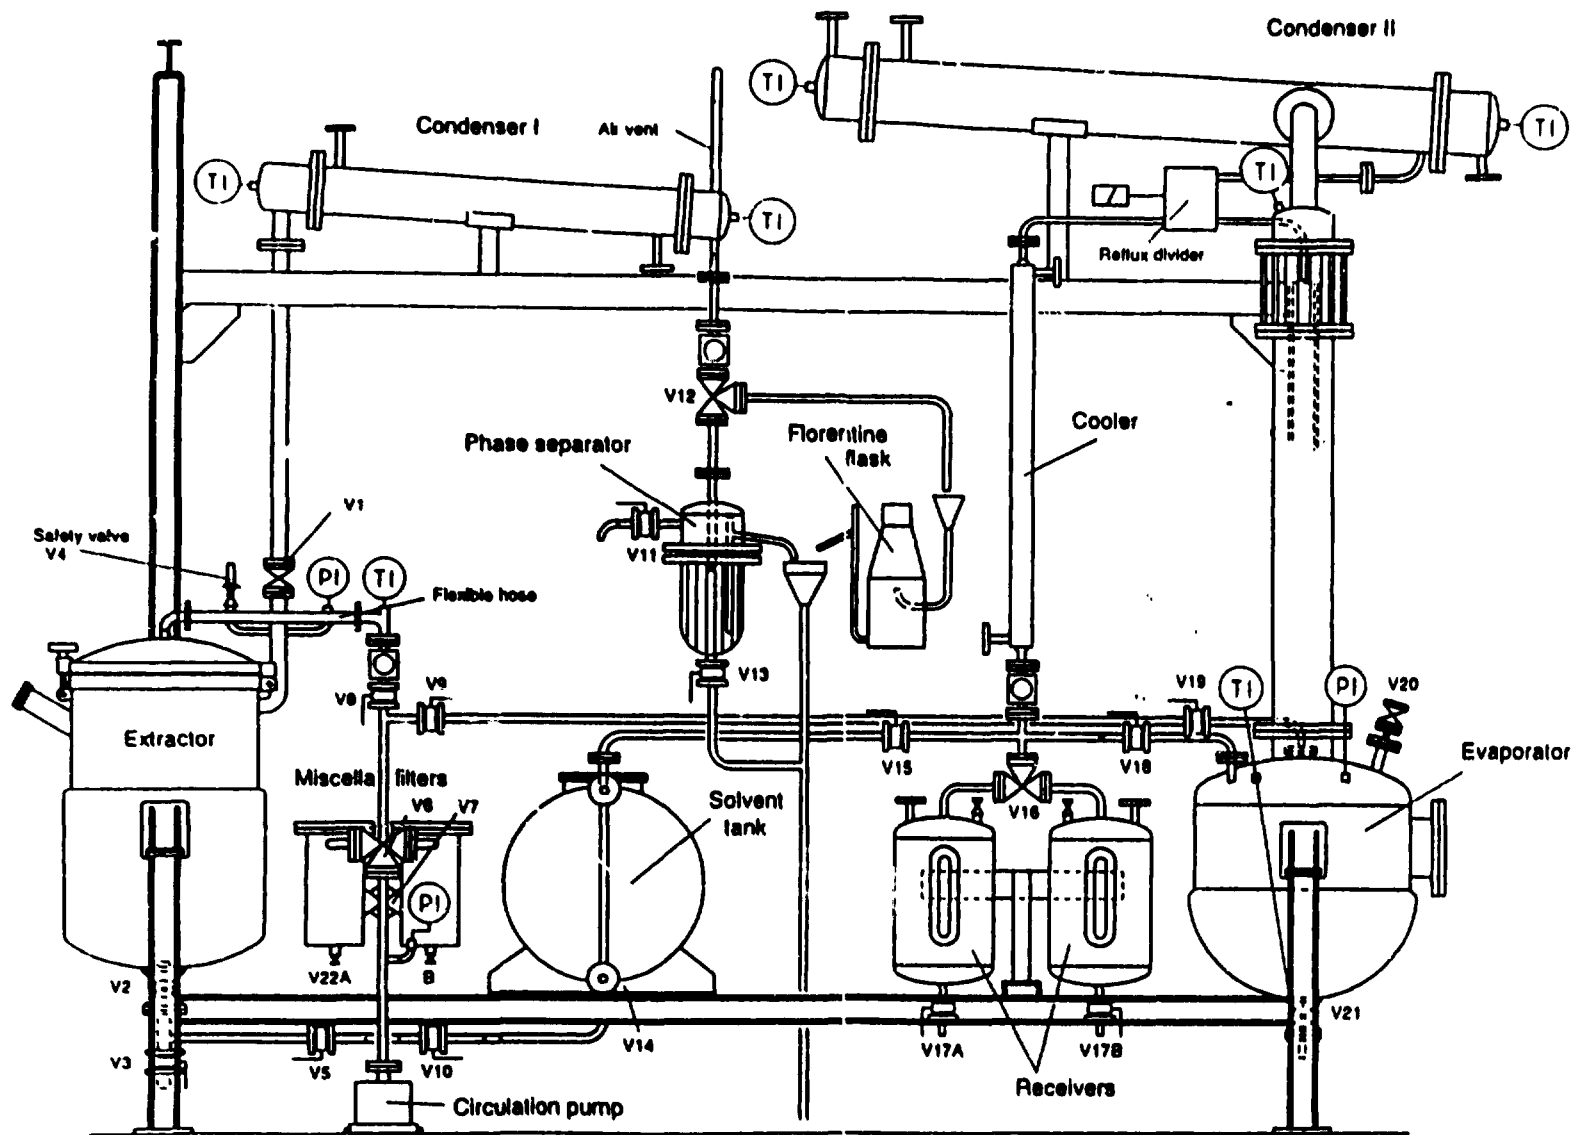 Condenser II
TI
TI
Condenser I
Air vent
TI
TI
TI
Reflux divider
V12
Phase separator
Florentine
flask
Cooler
V1
Safety valve
V4
PI
TI
Flexible hose
V11
V13
V8
V9
V19
TI
PI
V20
Extractor
Miscella filters
V6
V7
V15
V18
Evaporator
Solvent
tank
V16
PI
V22A
B
V2
V21
V3
V5
V10
V14
V17A
V17B
Receivers
Circulation pump